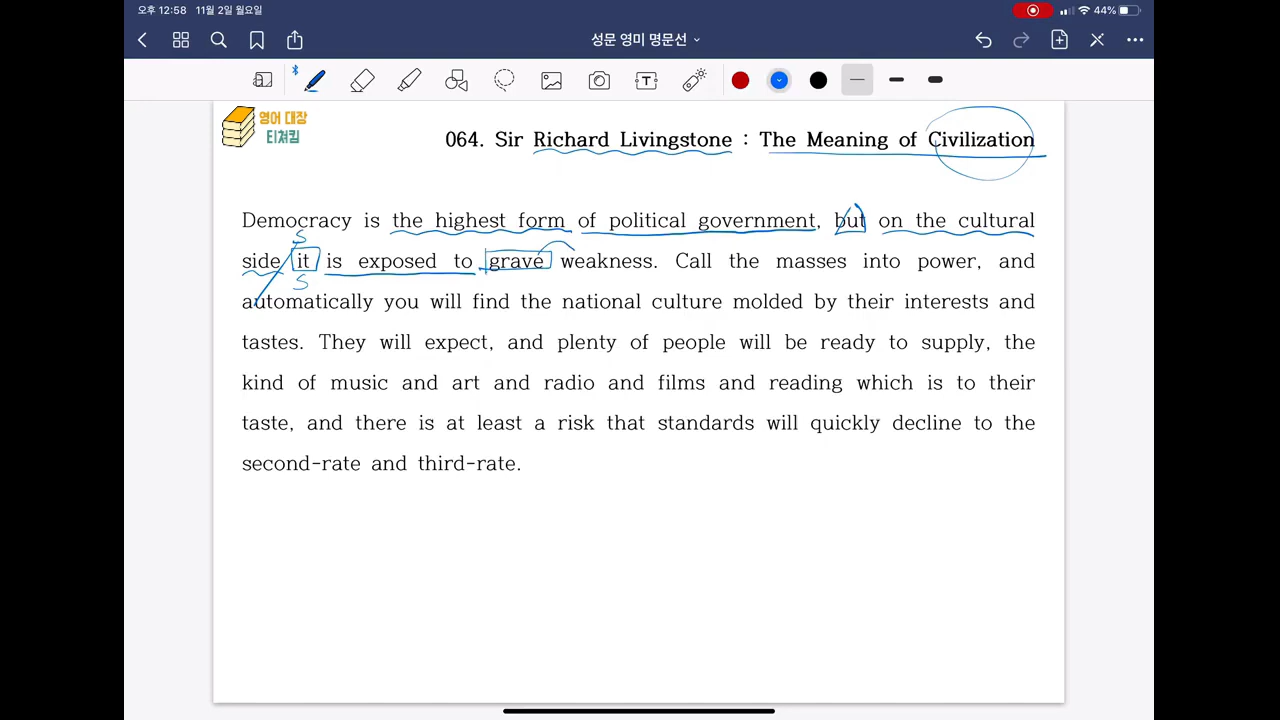 오후 12:58 11월 2일 월요일
44%
성문 영미 명문선
T
영어 대장
티쳐킴
064. Sir Richard Livingstone : The Meaning of Civilization
Democracy is the highest form of political government, but on the cultural
S
side it is exposed to grave weakness. Call the masses into power, and
S
automatically you will find the national culture molded by their interests and
tastes. They will expect, and plenty of people will be ready to supply, the
kind of music and art and radio and films and reading which is to their
taste, and there is at least a risk that standards will quickly decline to the
second-rate and third-rate.